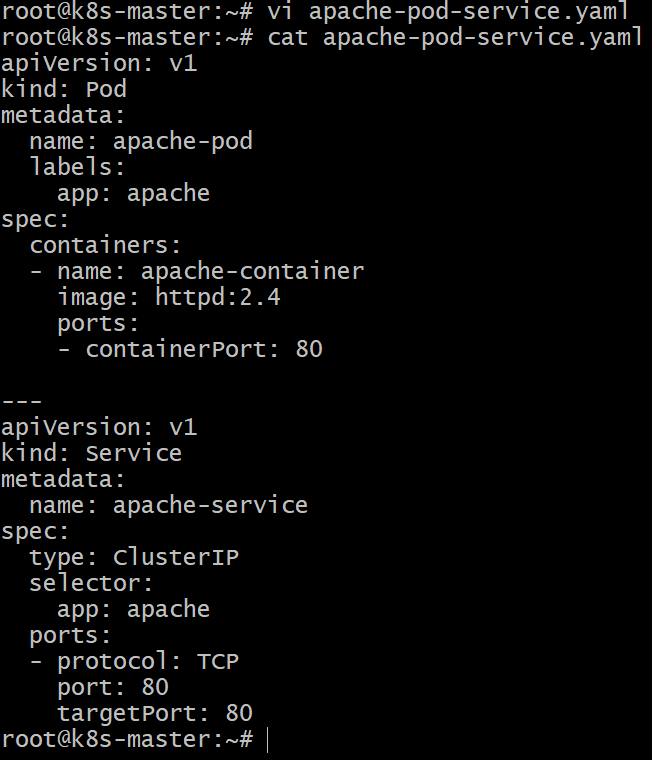 root@k8s-master:~# vi apache-pod-service.yaml
root@k8s-master:~# cat apache-pod-service.yaml
apiVersion: v1
kind: Pod
metadata:
  name: apache-pod
  labels:
    app: apache
spec:
  containers:
  - name: apache-container
    image: httpd:2.4
    ports:
    - containerPort: 80

---
apiVersion: v1
kind: Service
metadata:
  name: apache-service
spec:
  type: ClusterIP
  selector:
    app: apache
  ports:
  - protocol: TCP
    port: 80
    targetPort: 80
root@k8s-master:~#